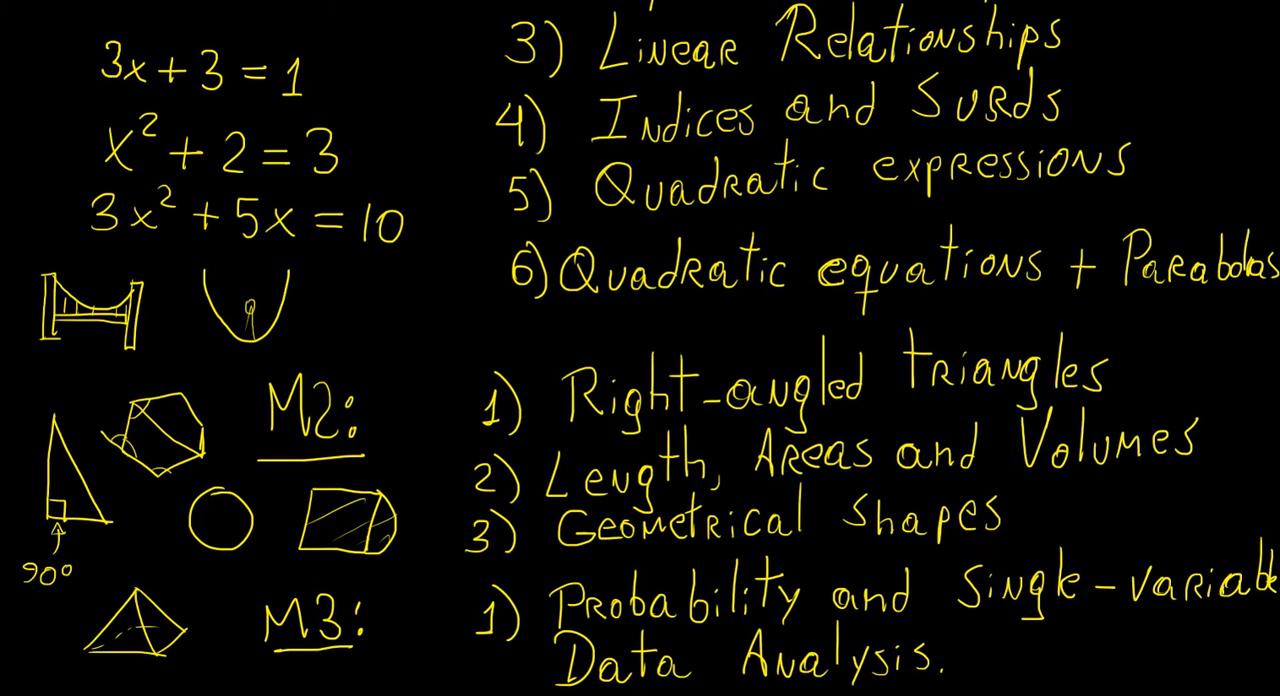 3x + 3 = 1
x² + 2 = 3
3x² + 5x = 10
3) Linear Relationships
4) Indices and Surds
5) Quadratic expressions
6) Quadratic equations + Parabolas
90°
M2:
1) Right-angled triangles
2) Length, Areas and Volumes
3) Geometrical shapes
M3:
1) Probability and single-variable
Data Analysis.